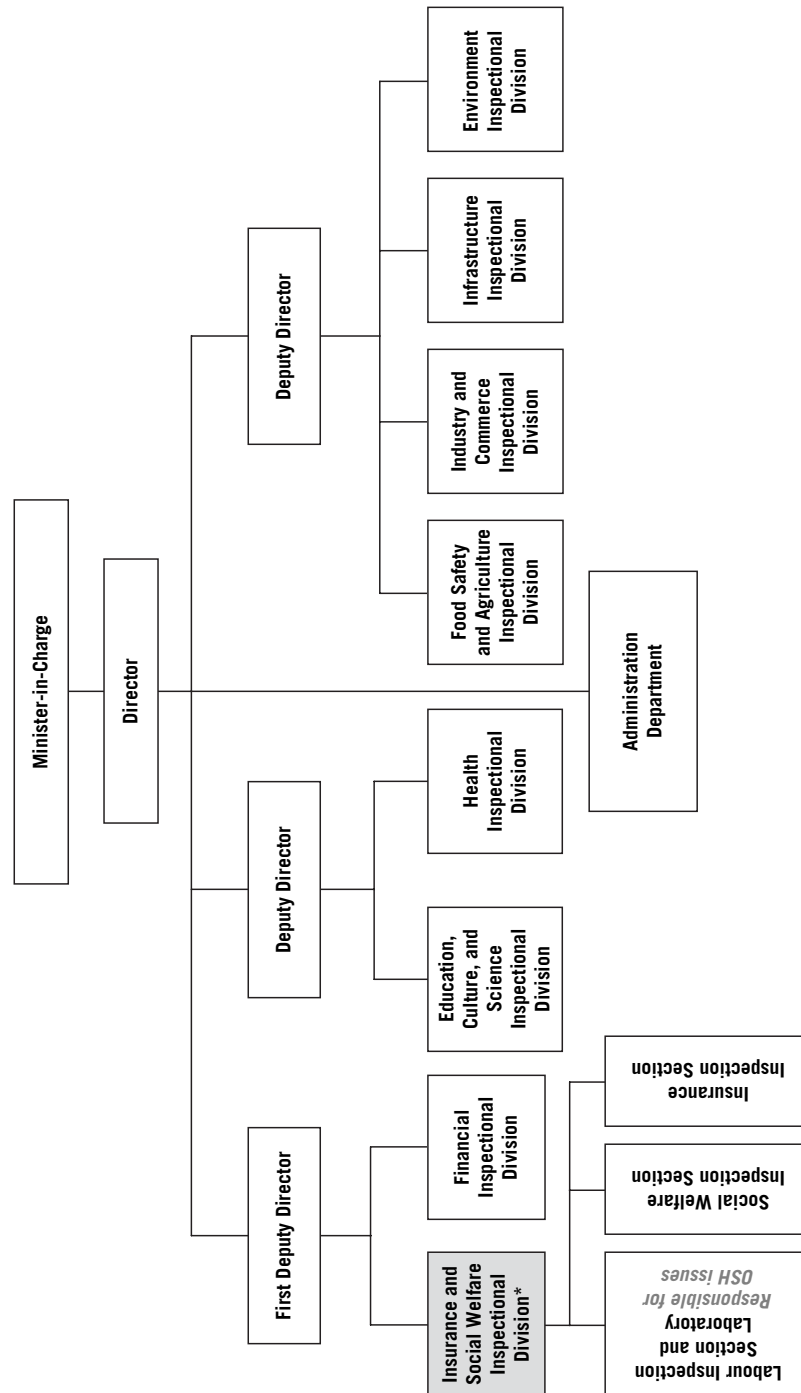 Minister-in-Charge
Director
First Deputy Director
Deputy Director
Deputy Director
Insurance and
Social Welfare
Inspectional
Division*
Financial
Inspectional
Division
Education,
Culture, and
Science
Inspectional
Division
Health
Inspectional
Division
Food Safety
and Agriculture
Inspectional
Division
Industry and
Commerce
Inspectional
Division
Infrastructure
Inspectional
Division
Environment
Inspectional
Division
Labour Inspection
Section and
Laboratory
Responsible for
OSH issues
Social Welfare
Inspection Section
Insurance
Inspection Section
Administration
Department